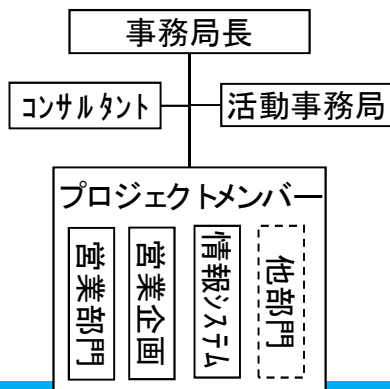 事務局長
コンサルタント
活動事務局
プロジェクトメンバー
営業部門
営業企画
情報システム
他部門